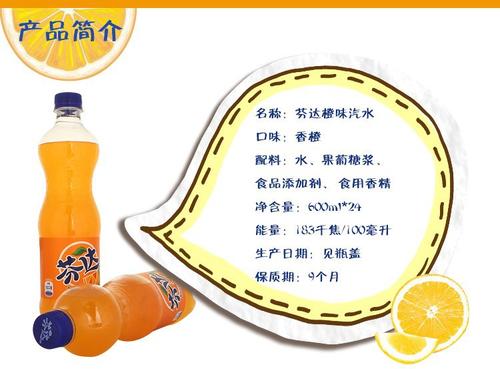 产品简介
名称：芬达橙味汽水
口味：香橙
配料：水、果葡糖浆、
食品添加剂、食用香精
净含量：600ml*24
能量：183千焦/100毫升
生产日期：见瓶盖
保质期：9个月
芬达
芬达